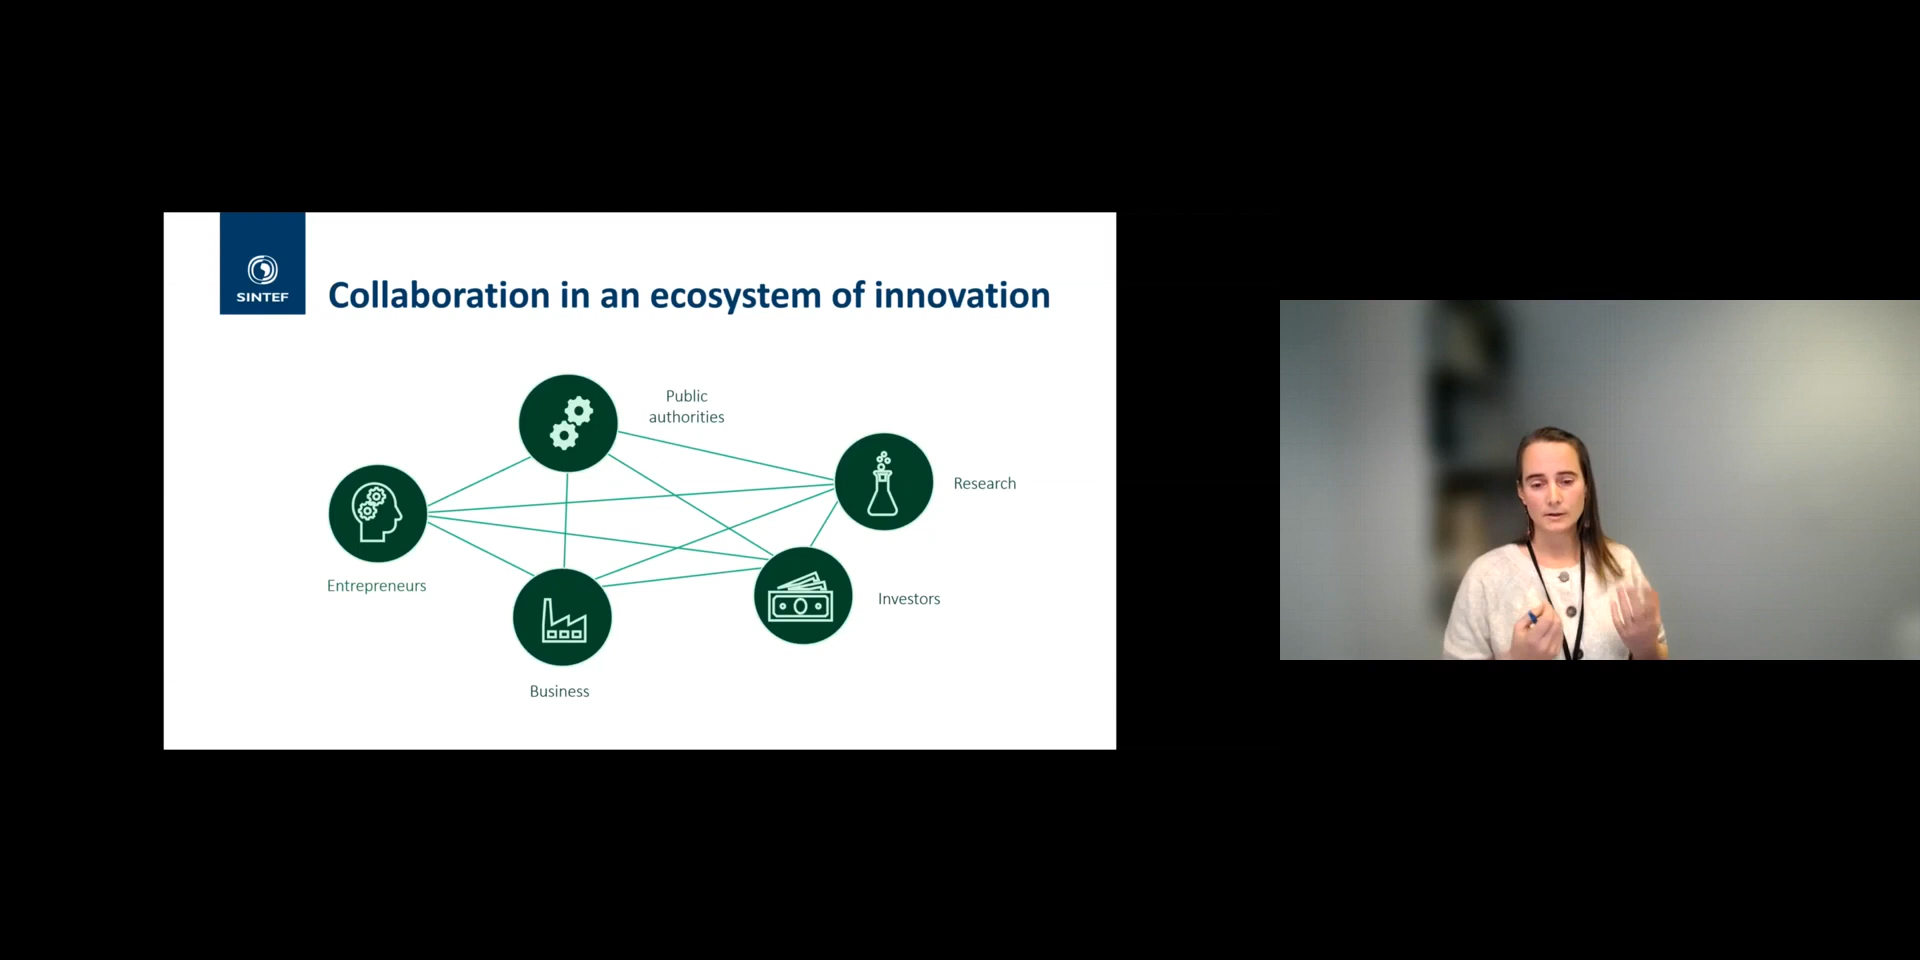 SINTEF
Collaboration in an ecosystem of innovation
Public
authorities
Research
Entrepreneurs
Investors
Business